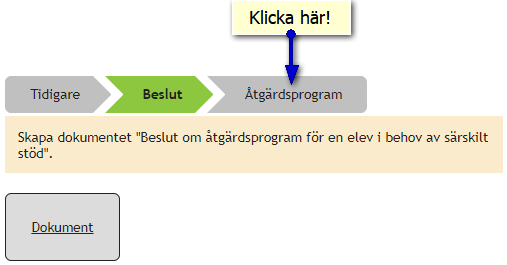 Klicka här!
Tidigare
Beslut
Åtgärdsprogram
Skapa dokumentet "Beslut om åtgärdsprogram för en elev i behov av särskilt
stöd".
Dokument